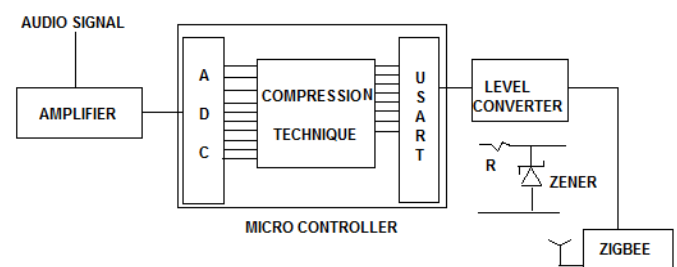 AUDIO SIGNAL
AMPLIFIER
A
D
C
COMPRESSION
TECHNIQUE
U
S
A
R
T
MICRO CONTROLLER
LEVEL
CONVERTER
R
ZENER
ZIGBEE